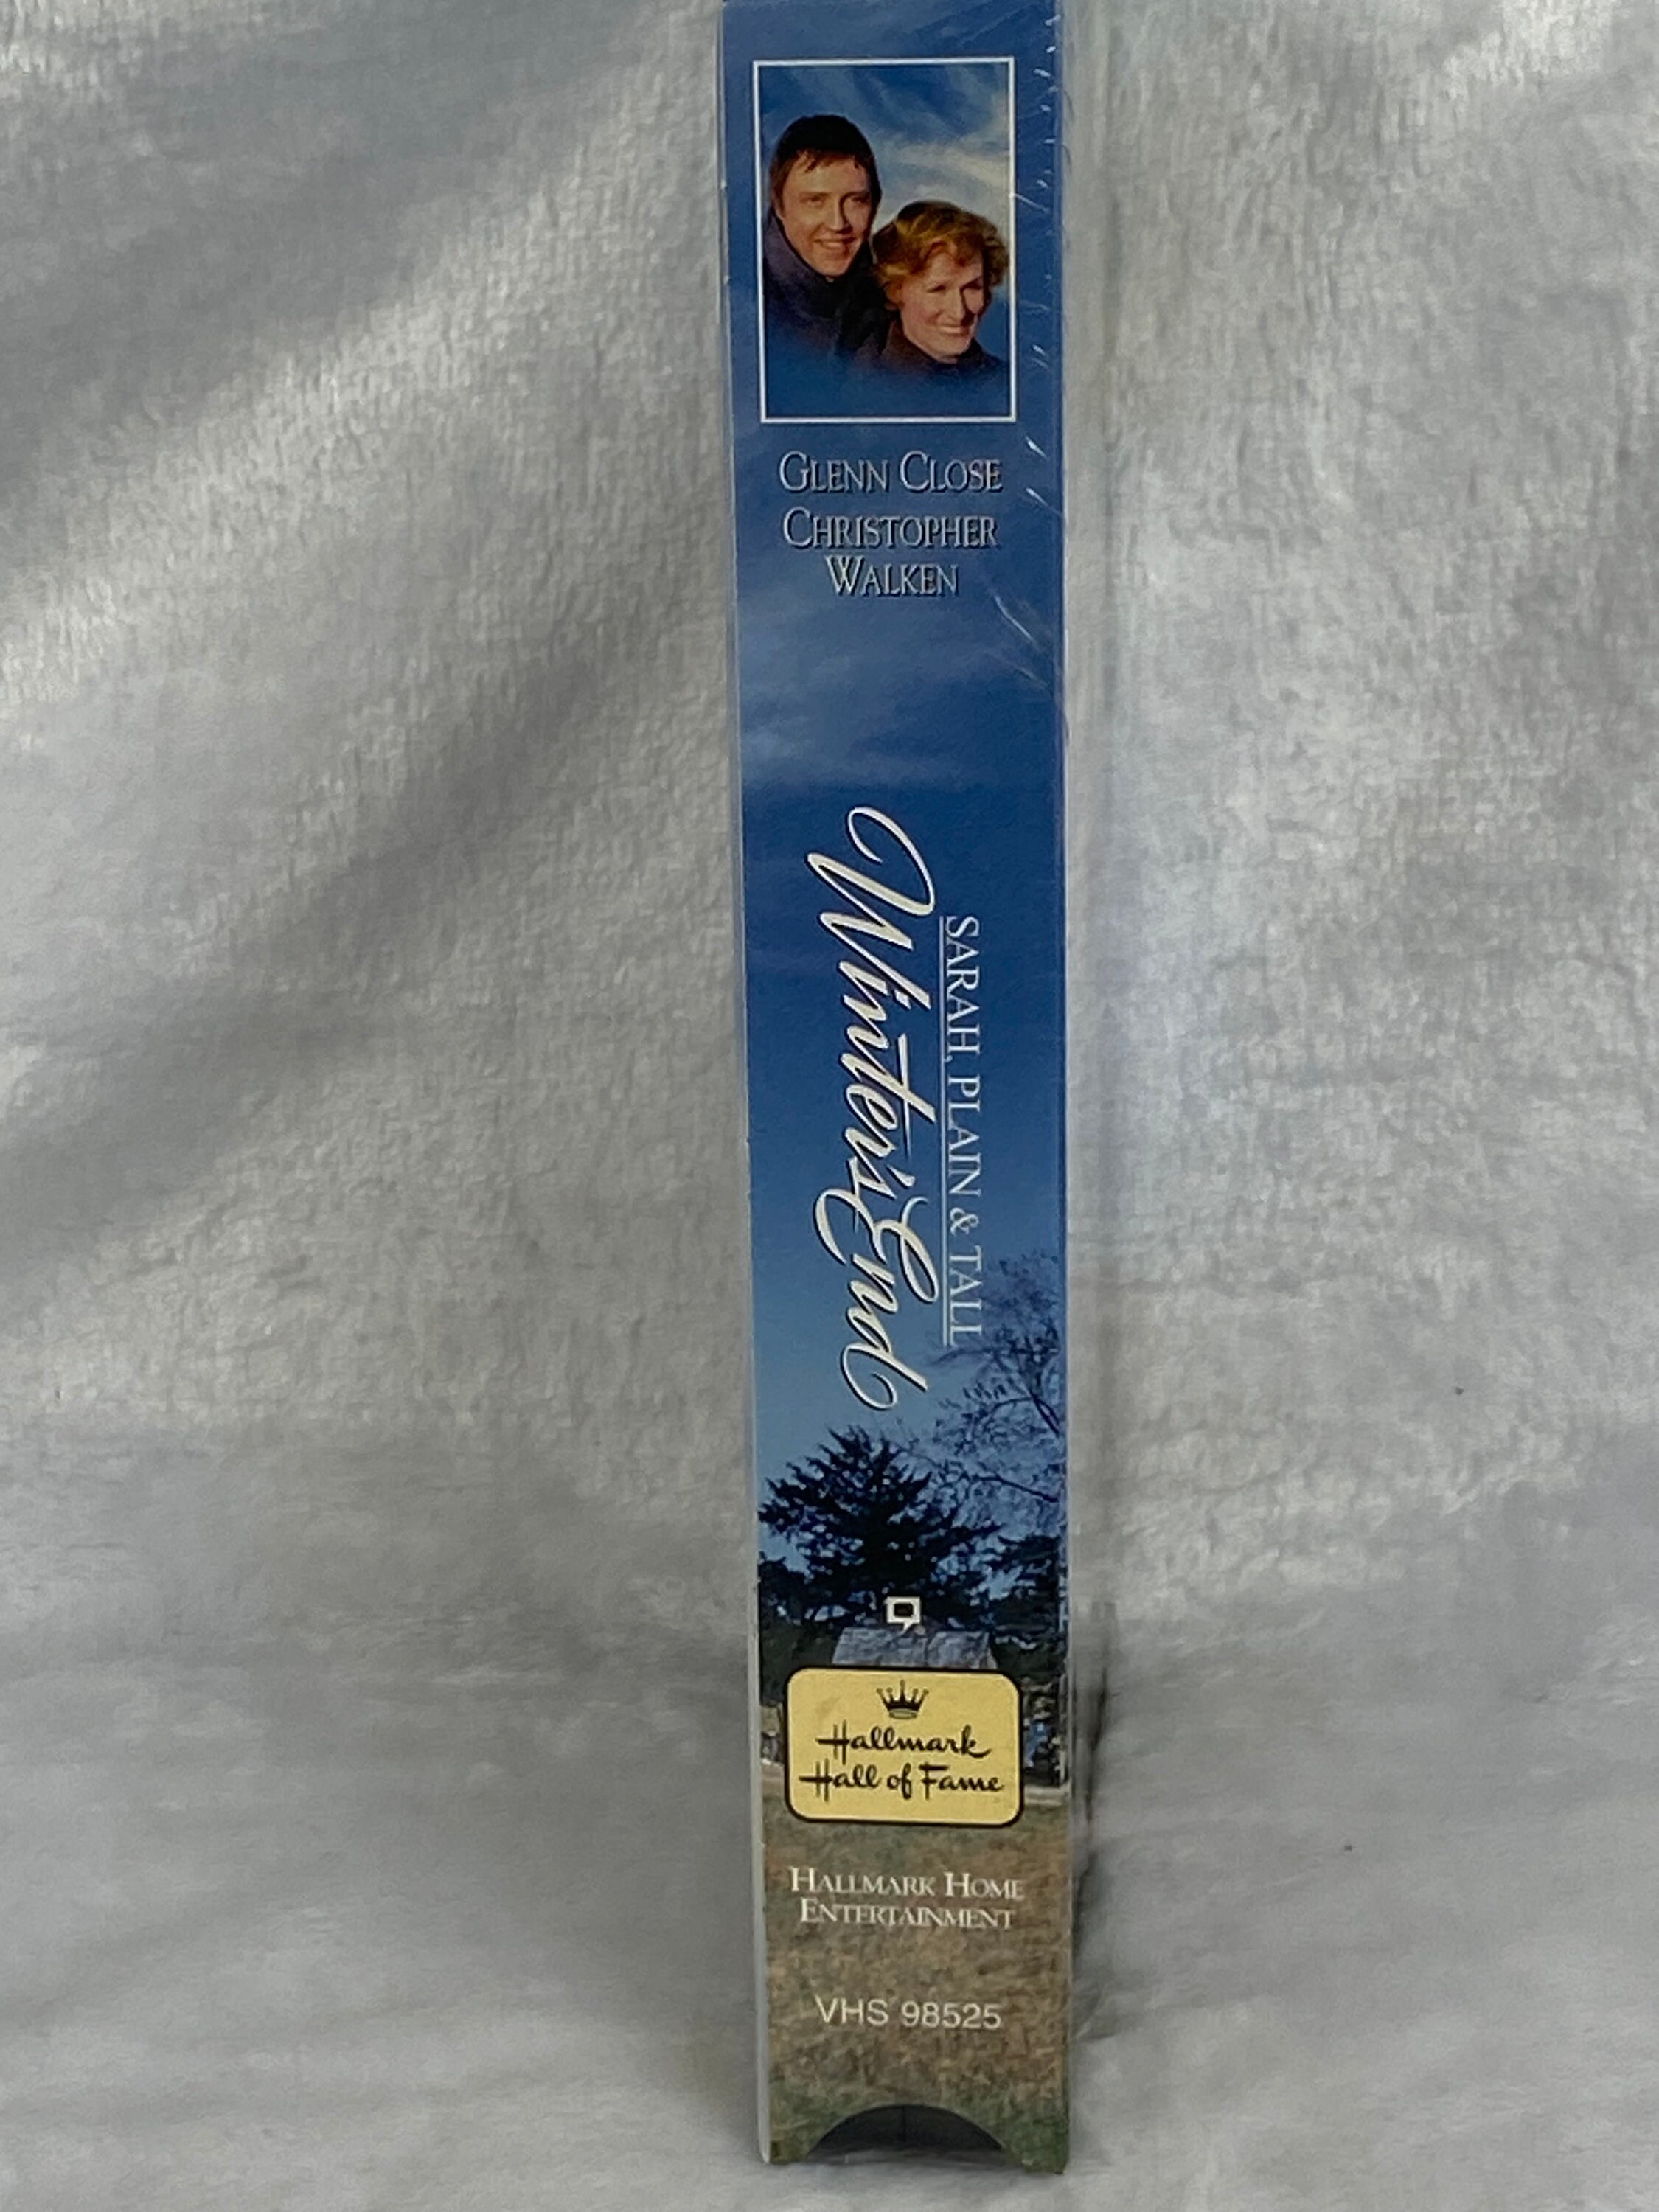 GLENN CLOSE
CHRISTOPHER
WALKEN
SARAH, PLAIN & TALL
Winter's End
Hallmark
Hall of Fame
HALLMARK HOME
ENTERTAINMENT
VHS 98525